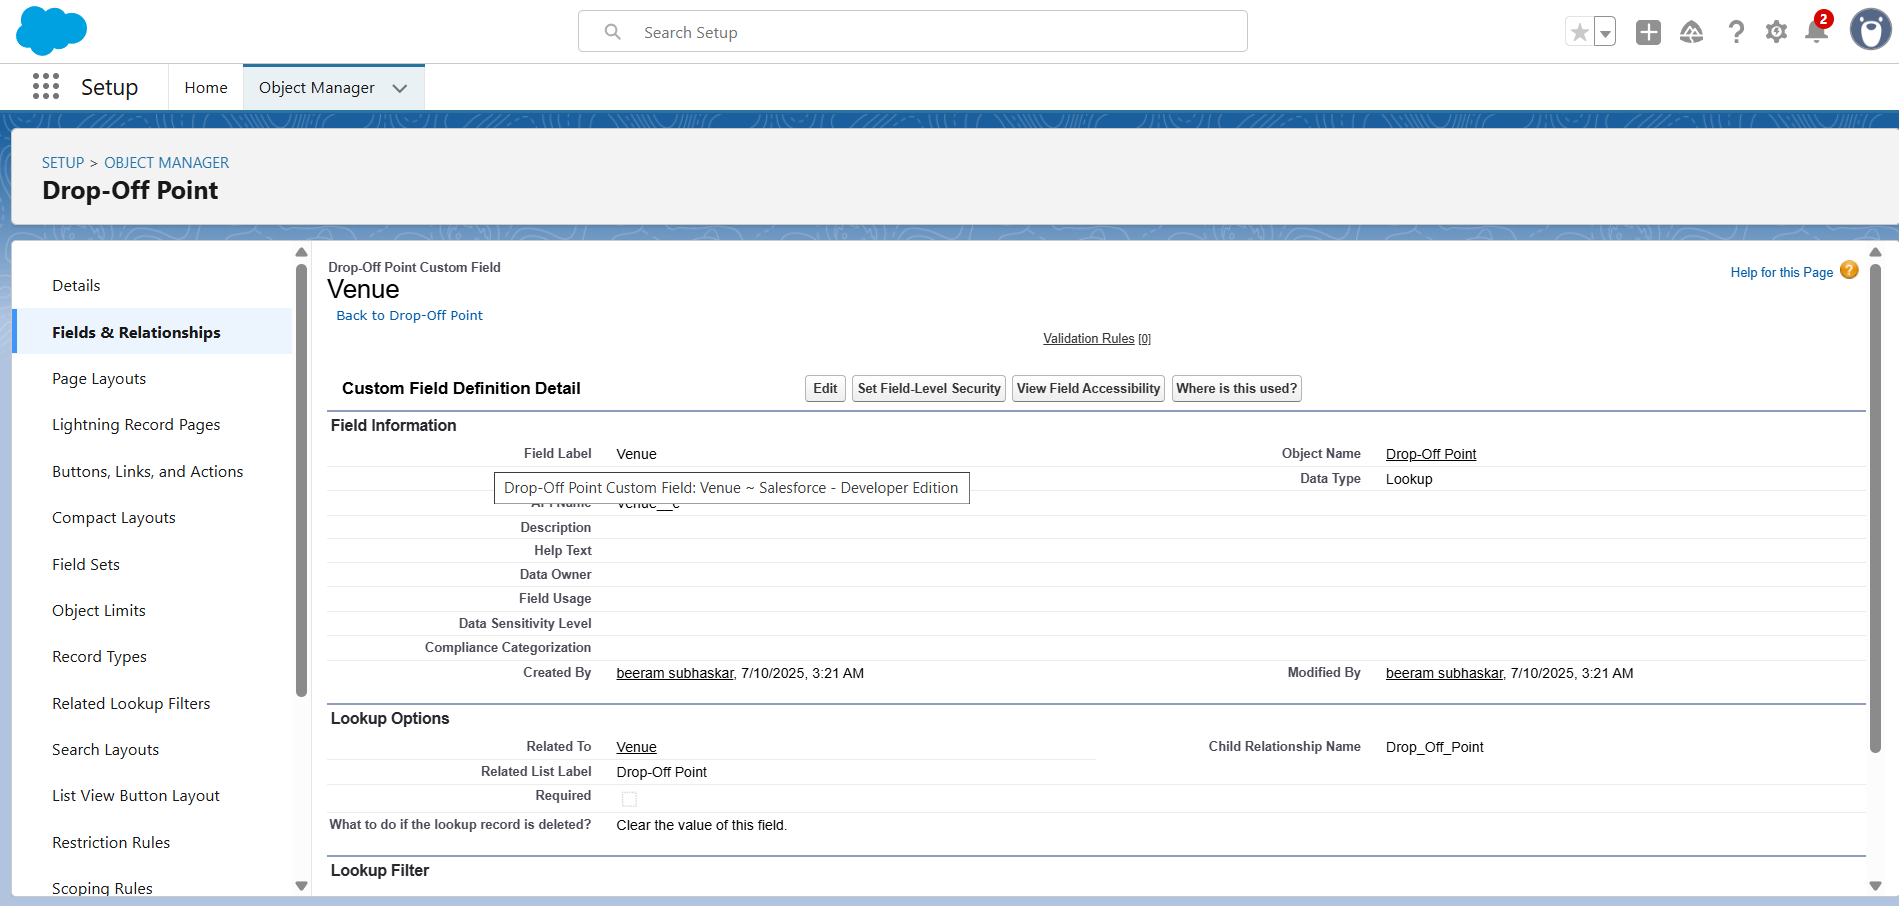 Search Setup
2
Setup
Home
Object Manager
SETUP > OBJECT MANAGER
Drop-Off Point
Details
Fields & Relationships
Page Layouts
Lightning Record Pages
Buttons, Links, and Actions
Compact Layouts
Field Sets
Object Limits
Record Types
Related Lookup Filters
Search Layouts
List View Button Layout
Restriction Rules
Scoping Rules
Drop-Off Point Custom Field
Venue
Back to Drop-Off Point
Help for this Page ?
Validation Rules [0]
Custom Field Definition Detail
Edit
Set Field-Level Security
View Field Accessibility
Where is this used?
Field Information
Field Label Venue
Object Name Drop-Off Point
Drop-Off Point Custom Field: Venue ~ Salesforce - Developer Edition
Data Type Lookup
API Name Venue__c
Description
Help Text
Data Owner
Field Usage
Data Sensitivity Level
Compliance Categorization
Created By beeram subhaskar, 7/10/2025, 3:21 AM
Modified By beeram subhaskar, 7/10/2025, 3:21 AM
Lookup Options
Related To Venue
Child Relationship Name Drop_Off_Point
Related List Label Drop-Off Point
Required
What to do if the lookup record is deleted? Clear the value of this field.
Lookup Filter